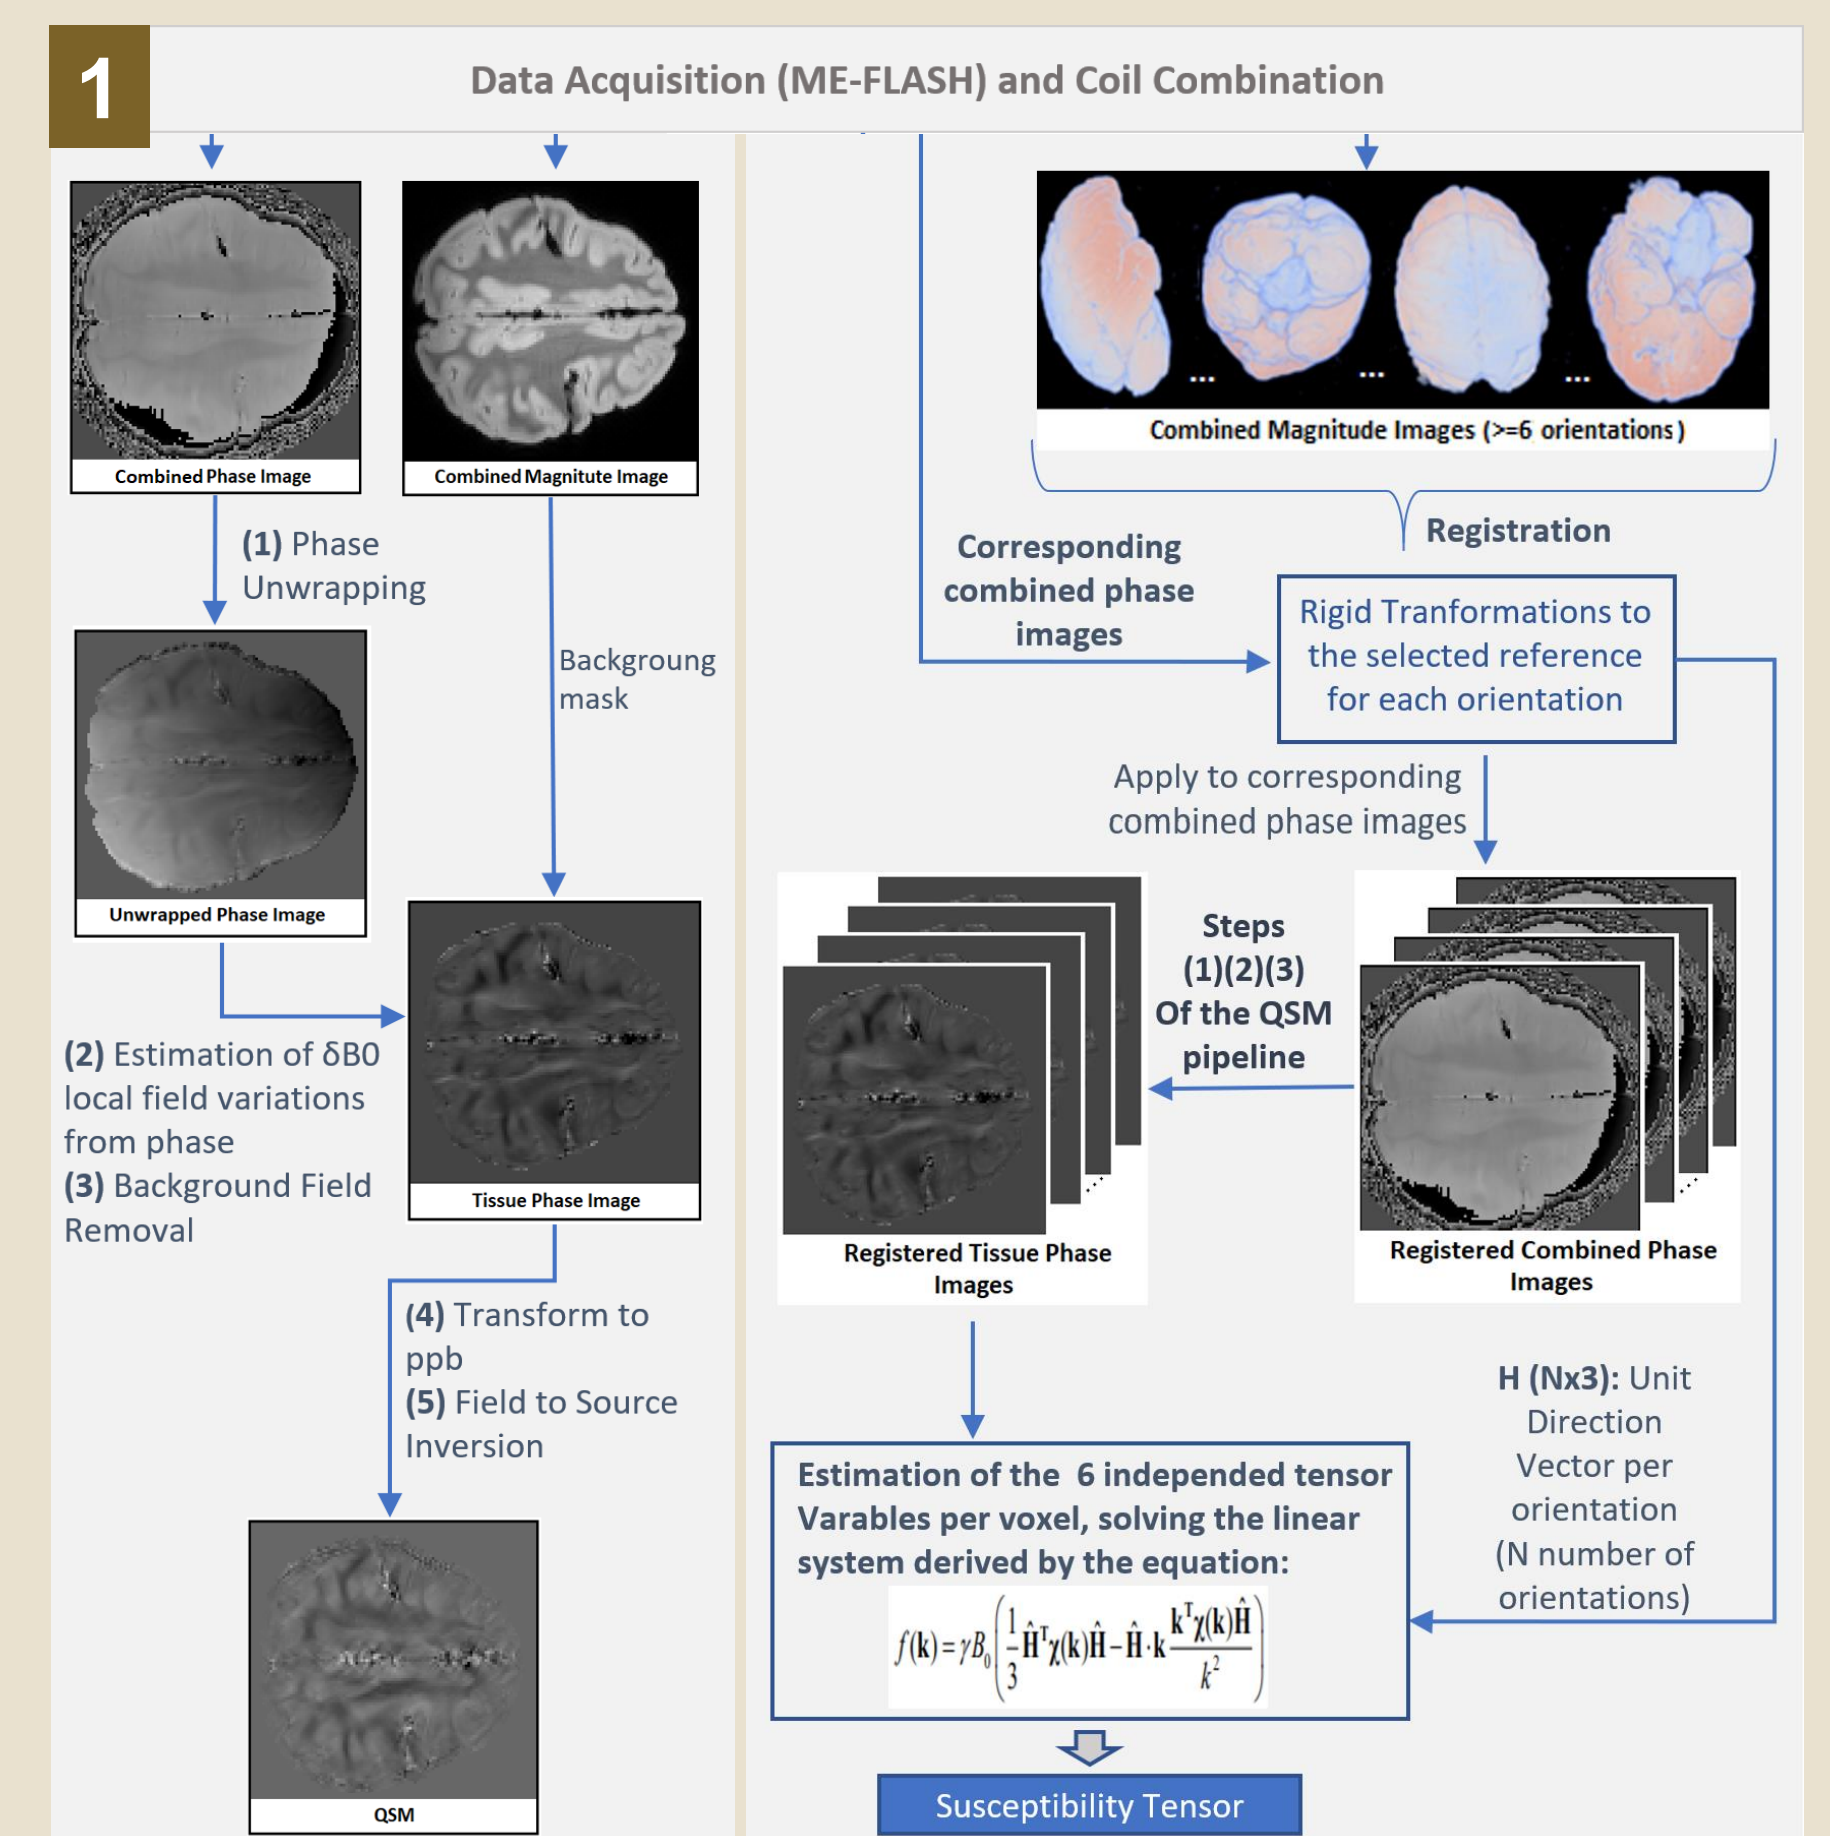 1
Data Acquisition (ME-FLASH) and Coil Combination
Combined Phase Image
Combined Magnitute Image
(1) Phase
Unwrapping
Backgroung
mask
Unwrapped Phase Image
(2) Estimation of δB0
local field variations
from phase
(3) Background Field
Removal
Tissue Phase Image
(4) Transform to
ppb
(5) Field to Source
Inversion
QSM
... ... ...
Combined Magnitude Images (>=6 orientations)
Registration
Corresponding
combined phase
images
Rigid Tranformations to
the selected reference
for each orientation
Apply to corresponding
combined phase images
Steps
(1)(2)(3)
Of the QSM
pipeline
Registered Tissue Phase
Images
Registered Combined Phase
Images
H (Nx3): Unit
Direction
Vector per
orientation
(N number of
orientations)
Estimation of the 6 independed tensor
Varables per voxel, solving the linear
system derived by the equation:
f(k) = γB₀(1/3 Ĥᵀχ(k)Ĥ − Ĥ·k kᵀχ(k)Ĥ/k²)
Susceptibility Tensor